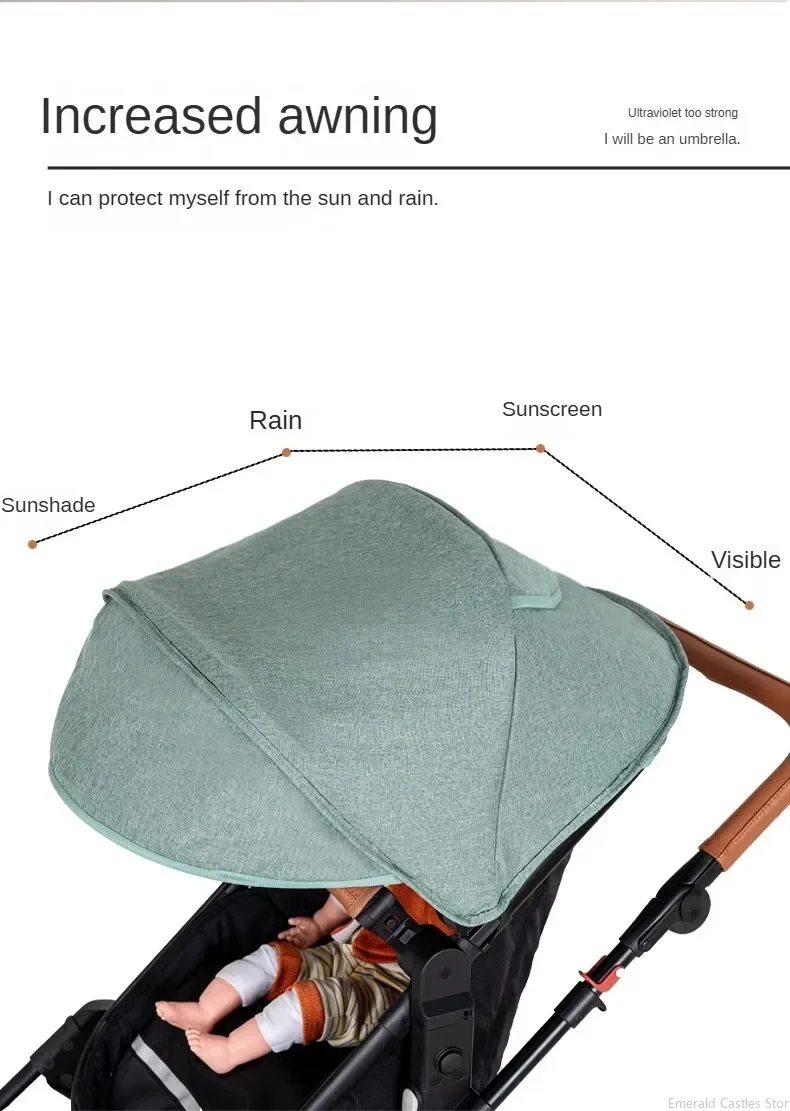 Increased awning
Ultraviolet too strong
I will be an umbrella.
I can protect myself from the sun and rain.
Rain
Sunscreen
Sunshade
Visible
Emerald Castles Stor